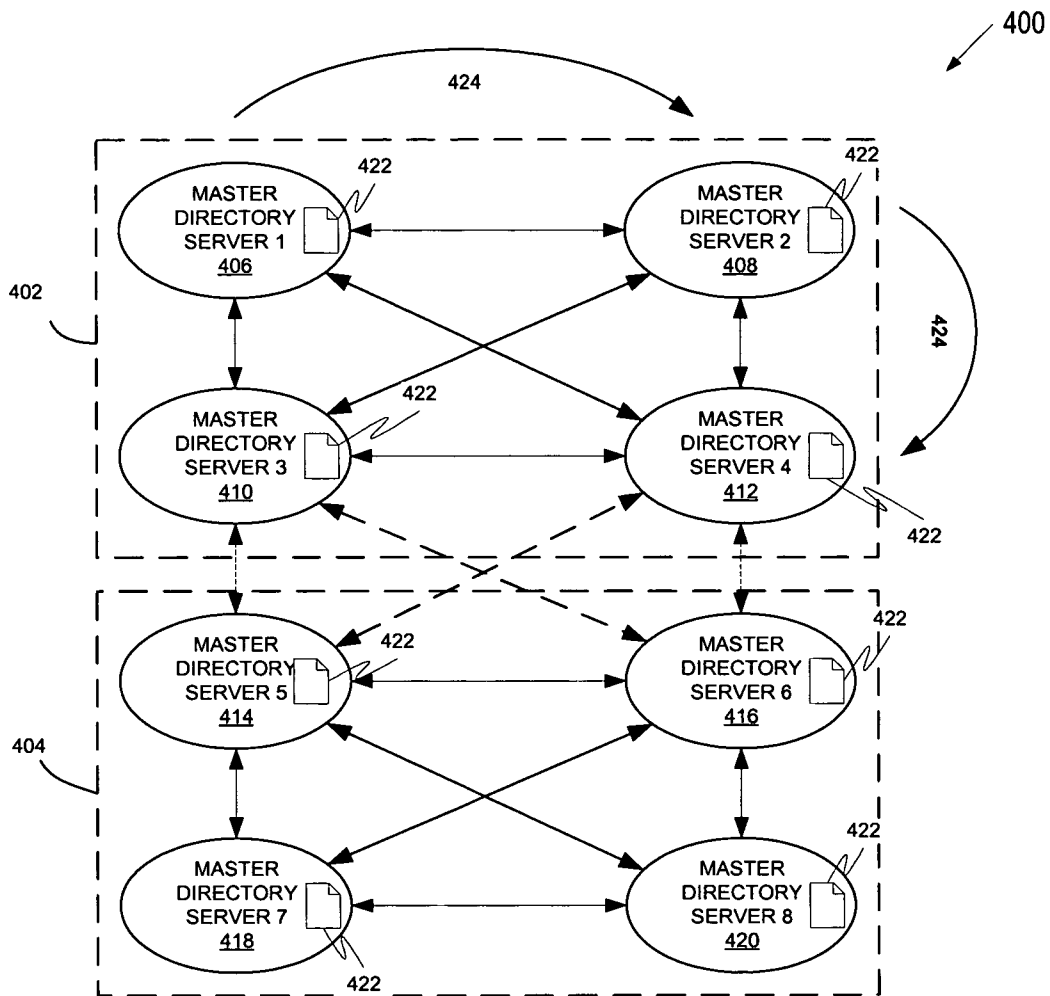 400
424
422
422
MASTER
DIRECTORY
SERVER 1
406
MASTER
DIRECTORY
SERVER 2
408
402
424
422
MASTER
DIRECTORY
SERVER 3
410
MASTER
DIRECTORY
SERVER 4
412
422
422
422
MASTER
DIRECTORY
SERVER 5
414
MASTER
DIRECTORY
SERVER 6
416
404
422
MASTER
DIRECTORY
SERVER 7
418
MASTER
DIRECTORY
SERVER 8
420
422